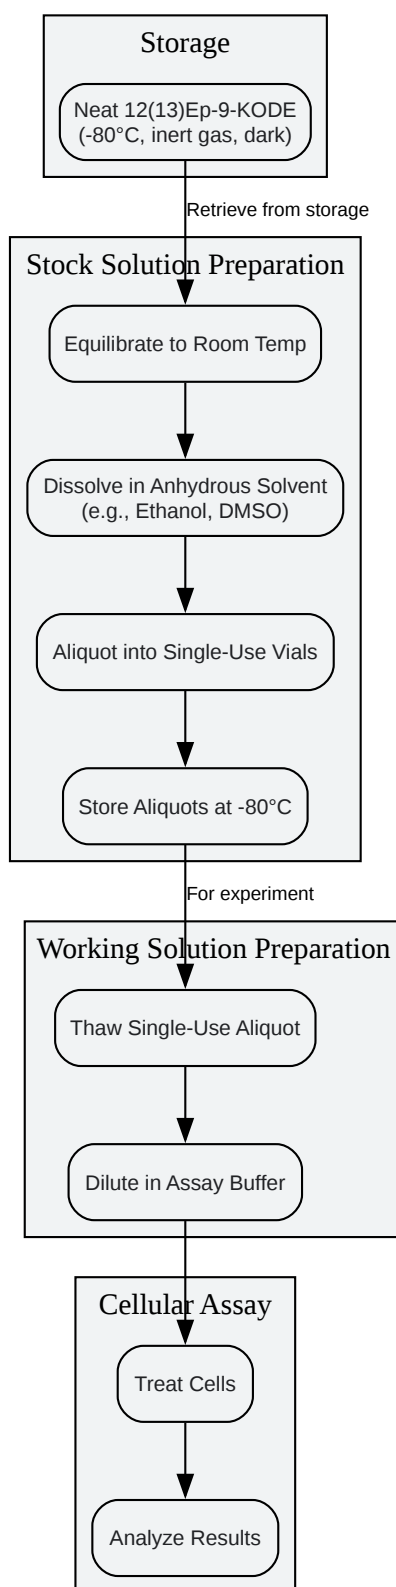 Storage
Neat 12(13)Ep-9-KODE
(-80°C, inert gas, dark)
Retrieve from storage
Stock Solution Preparation
Equilibrate to Room Temp
Dissolve in Anhydrous Solvent
(e.g., Ethanol, DMSO)
Aliquot into Single-Use Vials
Store Aliquots at -80°C
For experiment
Working Solution Preparation
Thaw Single-Use Aliquot
Dilute in Assay Buffer
Cellular Assay
Treat Cells
Analyze Results